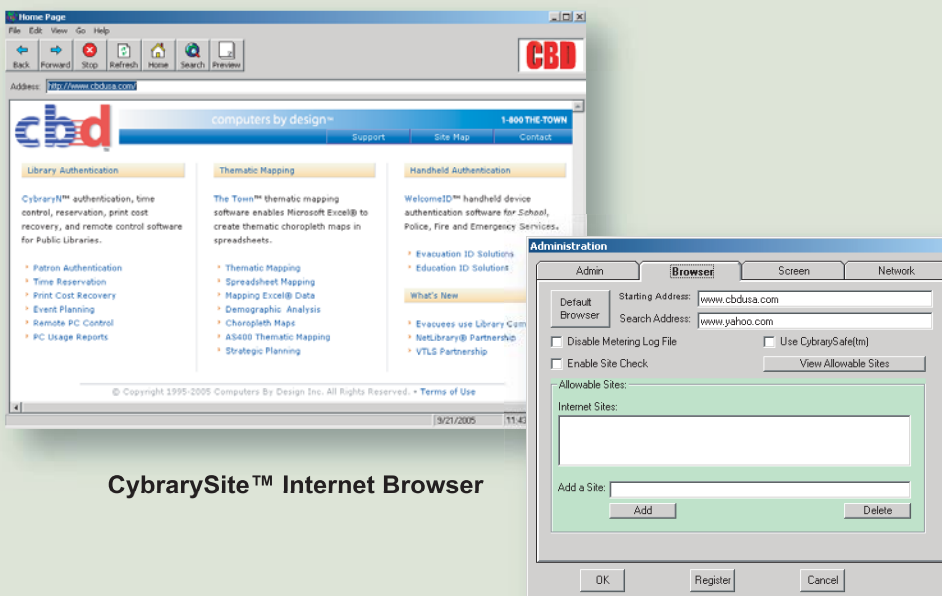 Home Page
File Edit View Go Help
Back Forward Stop Refresh Home Search Preview
CBD
Address: http://www.cbdusa.com/
cbd
computers by design™
1-800 THE-TOWN
Support Site Map Contact
Library Authentication
CybraryN™ authentication, time
control, reservation, print cost
recovery, and remote control software
for Public Libraries.
Patron Authentication
Time Reservation
Print Cost Recovery
Event Planning
Remote PC Control
PC Usage Reports
Thematic Mapping
The Town™ thematic mapping
software enables Microsoft Excel® to
create thematic choropleth maps in
spreadsheets.
Thematic Mapping
Spreadsheet Mapping
Mapping Excel® Data
Demographic Analysis
Choropleth Maps
AS400 Thematic Mapping
Strategic Planning
Handheld Authentication
WelcomeID™ handheld device
authentication software for School,
Police, Fire and Emergency Services.
Evacuation ID Solutions
Education ID Solutions
What's New
Evacuees use Library Com
NetLibrary® Partnership
VTLS Partnership
© Copyright 1995-2005 Computers By Design Inc. All Rights Reserved. • Terms of Use
9/21/2005 11:43
CybrarySite™ Internet Browser
Administration
Admin Browser Screen Network
Default
Browser
Starting Address: www.cbdusa.com
Search Address: www.yahoo.com
Disable Metering Log File Use CybrarySafe(tm)
Enable Site Check View Allowable Sites
Allowable Sites:
Internet Sites:
Add a Site:
Add Delete
OK Register Cancel